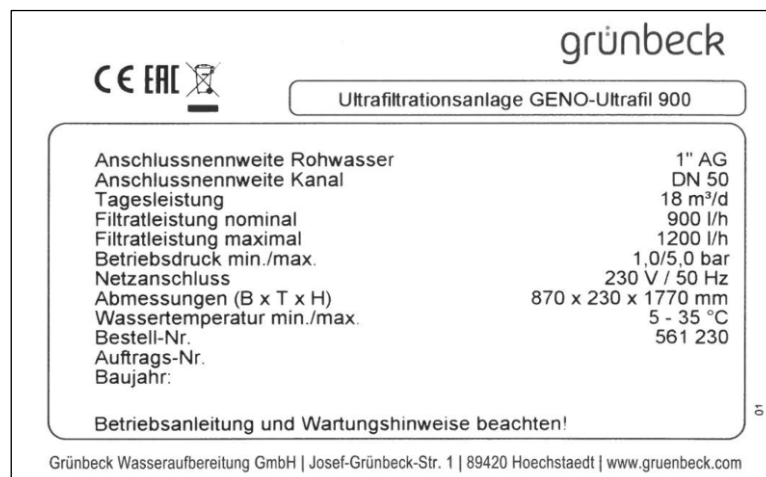 grünbeck
CE EAC
Ultrafiltrationsanlage GENO-Ultrafil 900
Anschlussnennweite Rohwasser 1" AG
Anschlussnennweite Kanal DN 50
Tagesleistung 18 m³/d
Filtratleistung nominal 900 l/h
Filtratleistung maximal 1200 l/h
Betriebsdruck min./max. 1,0/5,0 bar
Netzanschluss 230 V / 50 Hz
Abmessungen (B x T x H) 870 x 230 x 1770 mm
Wassertemperatur min./max. 5 - 35 °C
Bestell-Nr. 561 230
Auftrags-Nr.
Baujahr:
Betriebsanleitung und Wartungshinweise beachten!
01
Grünbeck Wasseraufbereitung GmbH | Josef-Grünbeck-Str. 1 | 89420 Hoechstaedt | www.gruenbeck.com